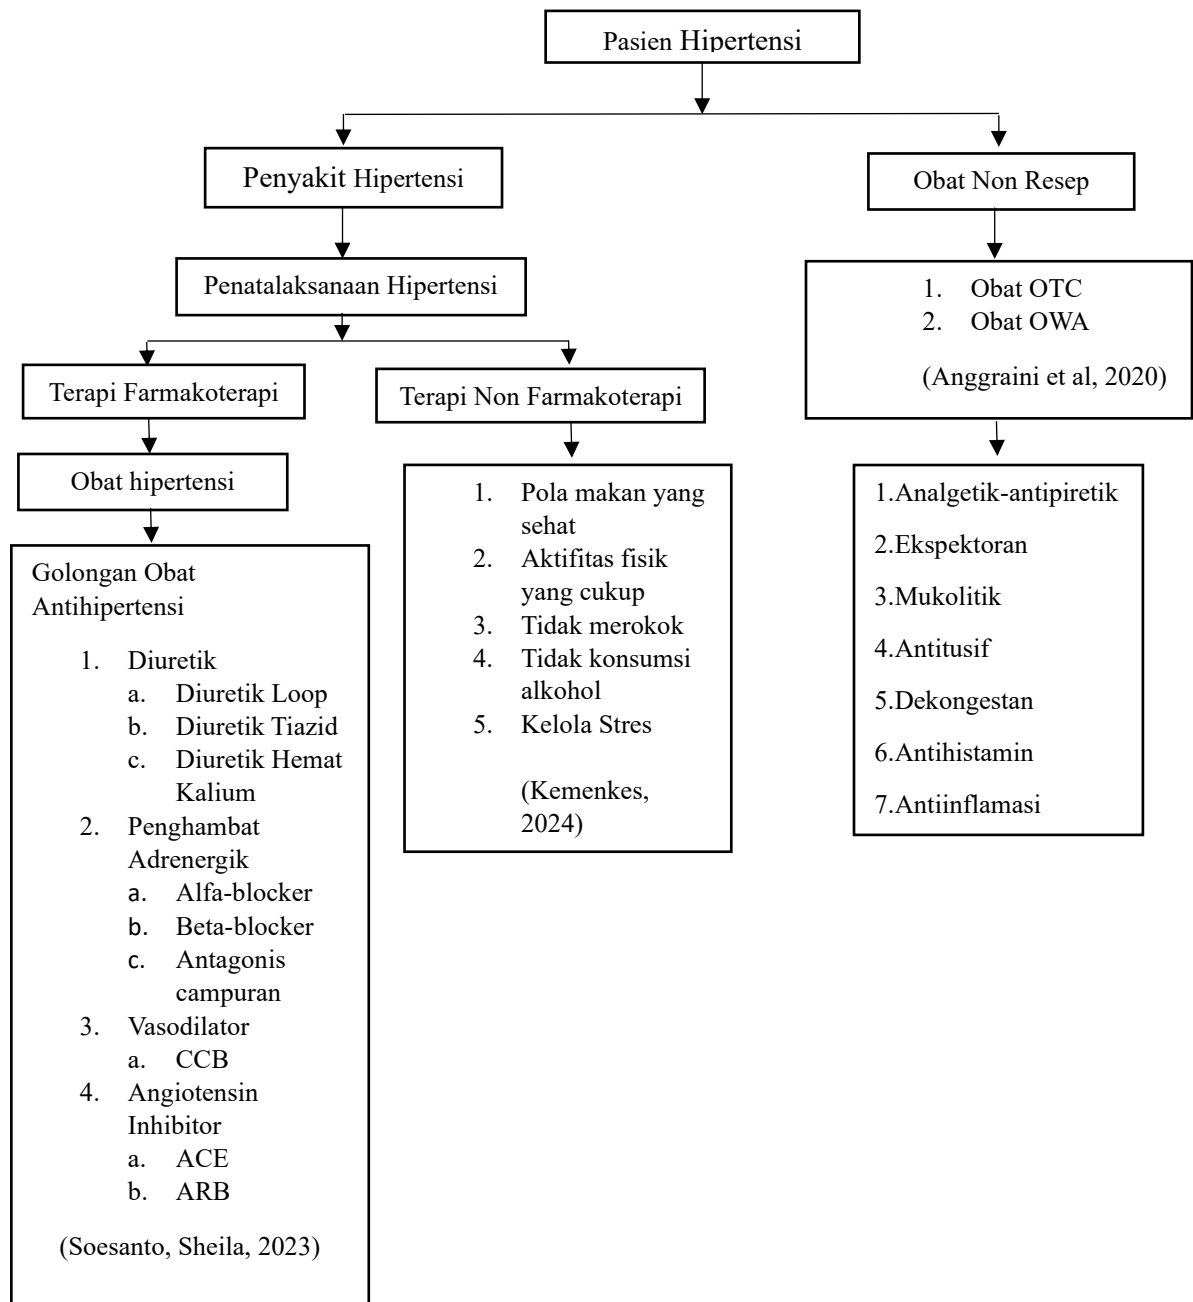 Pasien Hipertensi
Penyakit Hipertensi
Obat Non Resep
Penatalaksanaan Hipertensi
1. Obat OTC
2. Obat OWA
(Anggraini et al, 2020)
Terapi Farmakoterapi
Terapi Non Farmakoterapi
Obat hipertensi
1. Pola makan yang
sehat
2. Aktifitas fisik
yang cukup
3. Tidak merokok
4. Tidak konsumsi
alkohol
5. Kelola Stres
(Kemenkes,
2024)
1.Analgetik-antipiretik
2.Ekspektoran
3.Mukolitik
4.Antitusif
5.Dekongestan
6.Antihistamin
7.Antiinflamasi
Golongan Obat
Antihipertensi
1. Diuretik
a. Diuretik Loop
b. Diuretik Tiazid
c. Diuretik Hemat
Kalium
2. Penghambat
Adrenergik
a. Alfa-blocker
b. Beta-blocker
c. Antagonis
campuran
3. Vasodilator
a. CCB
4. Angiotensin
Inhibitor
a. ACE
b. ARB
(Soesanto, Sheila, 2023)